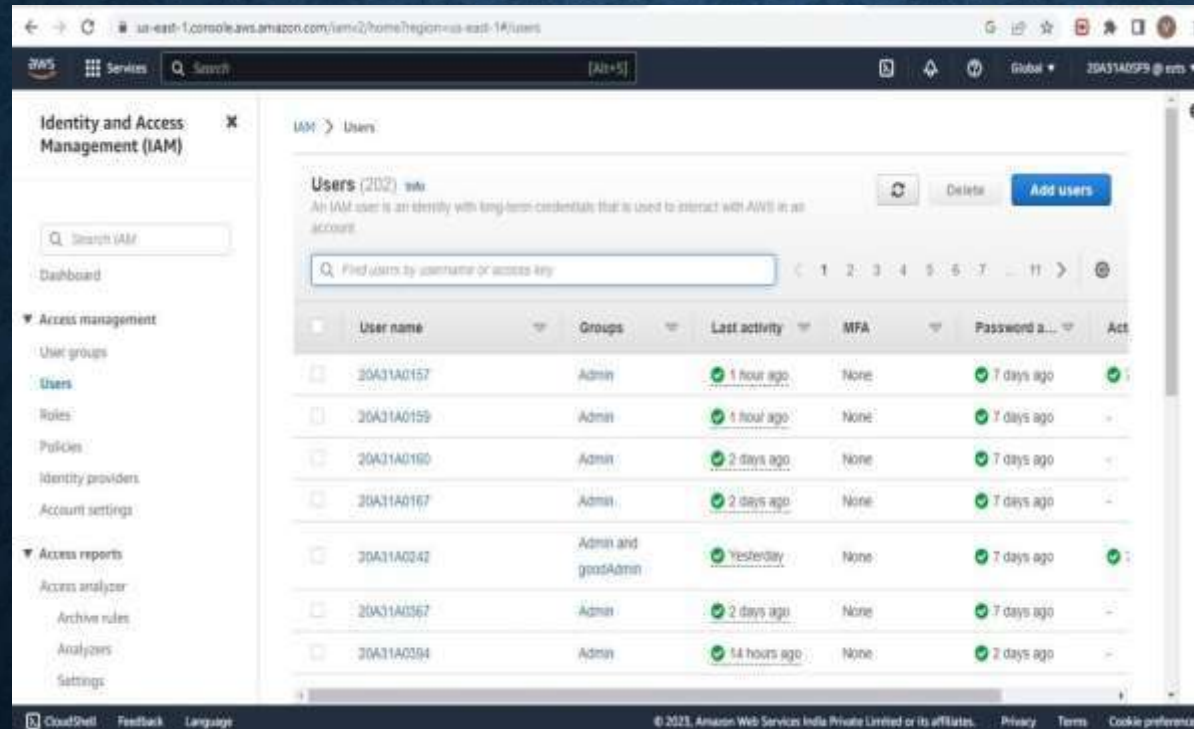 us-east-1.console.aws.amazon.com/iamv2/home?region=us-east-1#/users
aws Services Search [Alt+S] Global
Identity and Access
Management (IAM)
Search IAM
Dashboard
Access management
User groups
Users
Roles
Policies
Identity providers
Account settings
Access reports
Access analyzer
Archive rules
Analyzers
Settings
IAM > Users
Users (202) Info
Delete Add users
An IAM user is an identity with long-term credentials that is used to interact with AWS in an
account.
Find users by username or access key
1 2 3 4 5 6 7 ... 11
User name Groups Last activity MFA Password a... Act
20A31A0157 Admin 1 hour ago None 7 days ago
20A31A0159 Admin 1 hour ago None 7 days ago -
20A31A0160 Admin 2 days ago None 7 days ago -
20A31A0167 Admin 2 days ago None 7 days ago -
20A31A0242 Admin and Yesterday None 7 days ago
goodAdmin
20A31A0367 Admin 2 days ago None 7 days ago -
20A31A0394 Admin 14 hours ago None 2 days ago -
CloudShell Feedback Language © 2023, Amazon Web Services India Private Limited or its affiliates. Privacy Terms Cookie preference